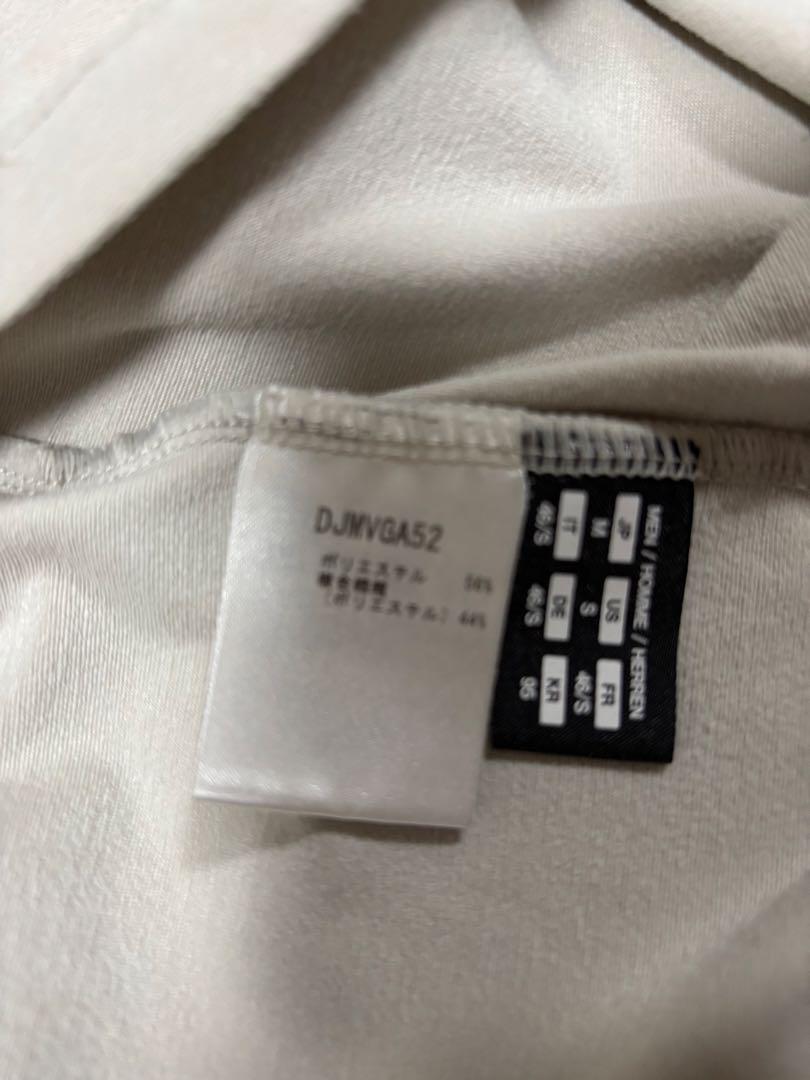 DJMVGA52
ポリエステル 56%
複合繊維
(ポリエステル) 44%
MEN / HOMME / HERREN
JP US FR
M S 46/S
IT DE KR
46/S 46/S 95